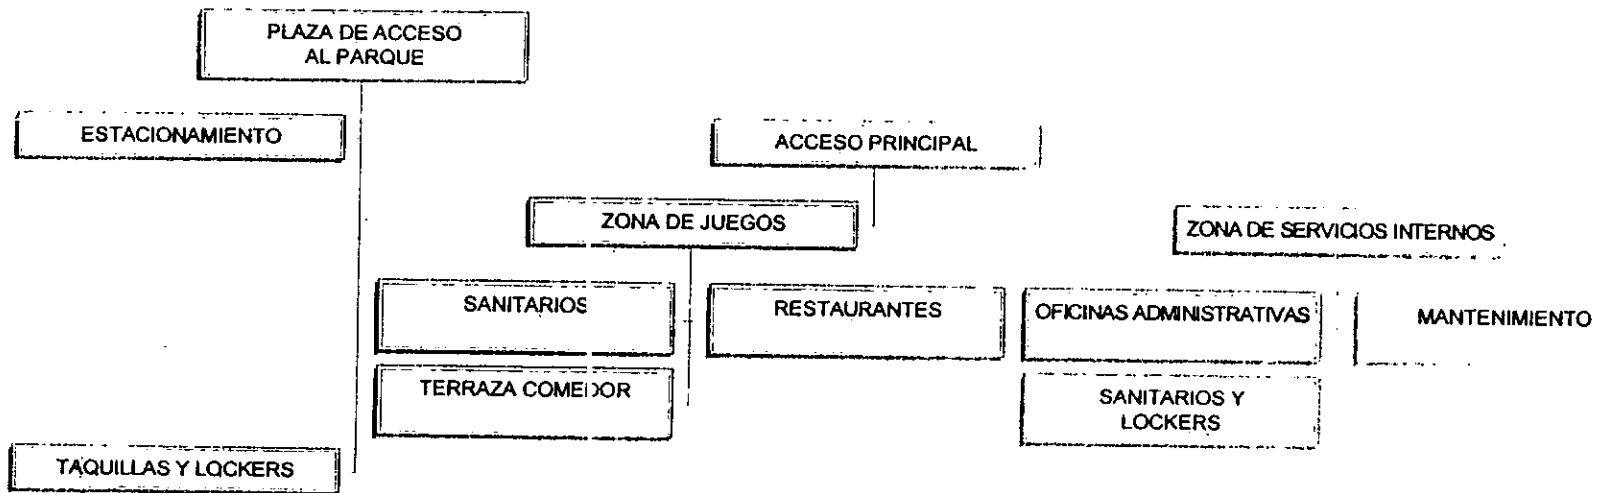 PLAZA DE ACCESO
AL PARQUE
ESTACIONAMIENTO
ACCESO PRINCIPAL
ZONA DE JUEGOS
ZONA DE SERVICIOS INTERNOS
SANITARIOS
RESTAURANTES
OFICINAS ADMINISTRATIVAS
MANTENIMIENTO
TERRAZA COMEDOR
SANITARIOS Y
LOCKERS
TAQUILLAS Y LOCKERS